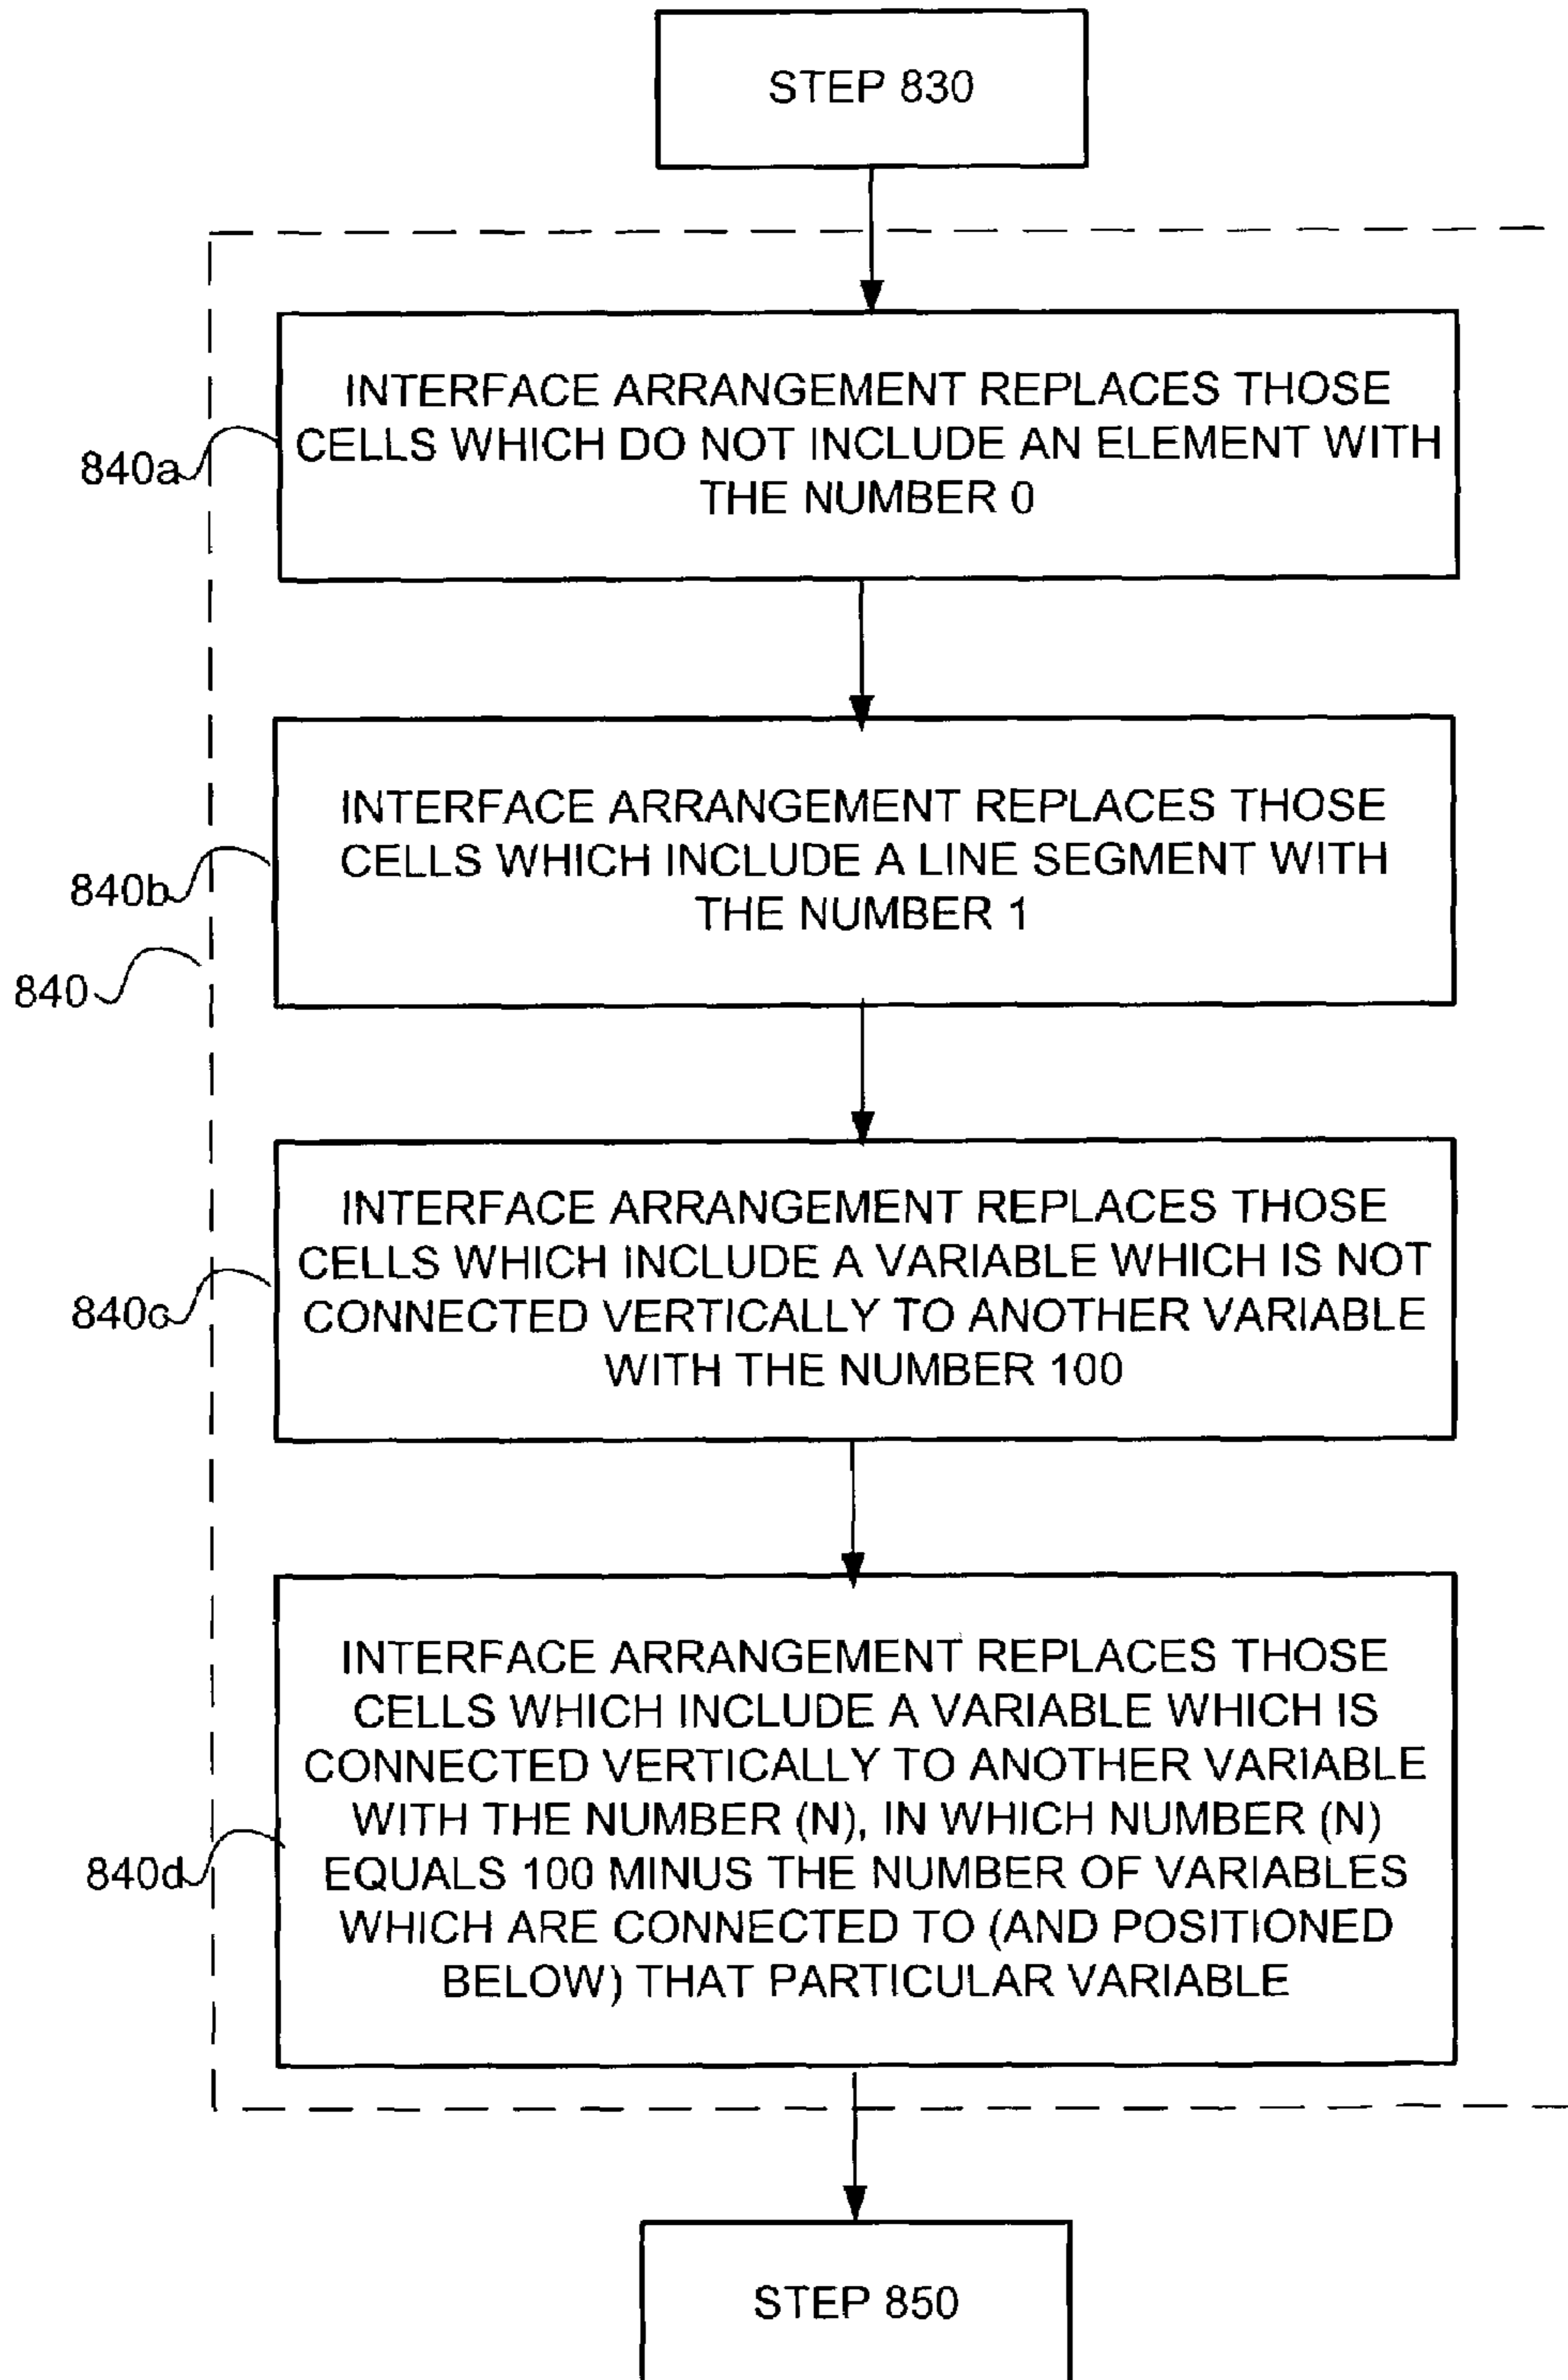 STEP 830
INTERFACE ARRANGEMENT REPLACES THOSE
CELLS WHICH DO NOT INCLUDE AN ELEMENT WITH
THE NUMBER 0
840a
INTERFACE ARRANGEMENT REPLACES THOSE
CELLS WHICH INCLUDE A LINE SEGMENT WITH
THE NUMBER 1
840b
840
INTERFACE ARRANGEMENT REPLACES THOSE
CELLS WHICH INCLUDE A VARIABLE WHICH IS NOT
CONNECTED VERTICALLY TO ANOTHER VARIABLE
WITH THE NUMBER 100
840c
INTERFACE ARRANGEMENT REPLACES THOSE
CELLS WHICH INCLUDE A VARIABLE WHICH IS
CONNECTED VERTICALLY TO ANOTHER VARIABLE
WITH THE NUMBER (N), IN WHICH NUMBER (N)
EQUALS 100 MINUS THE NUMBER OF VARIABLES
WHICH ARE CONNECTED TO (AND POSITIONED
BELOW) THAT PARTICULAR VARIABLE
840d
STEP 850